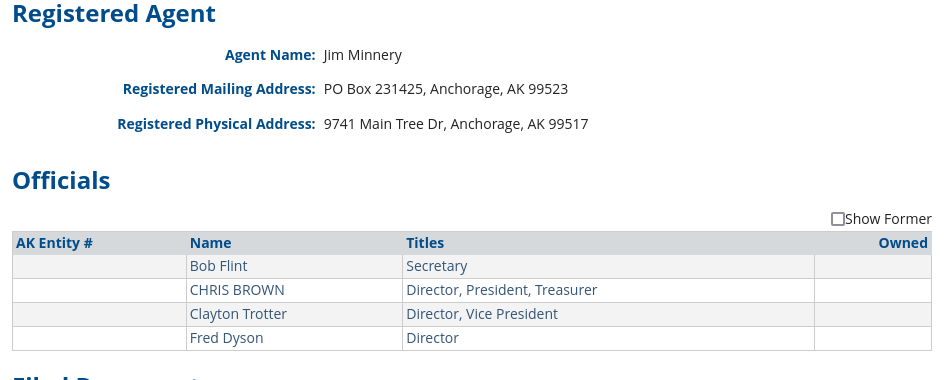 Registered Agent
Agent Name: Jim Minnery
Registered Mailing Address: PO Box 231425, Anchorage, AK 99523
Registered Physical Address: 9741 Main Tree Dr, Anchorage, AK 99517
Officials
Show Former
AK Entity # Name Titles Owned
Bob Flint Secretary
CHRIS BROWN Director, President, Treasurer
Clayton Trotter Director, Vice President
Fred Dyson Director